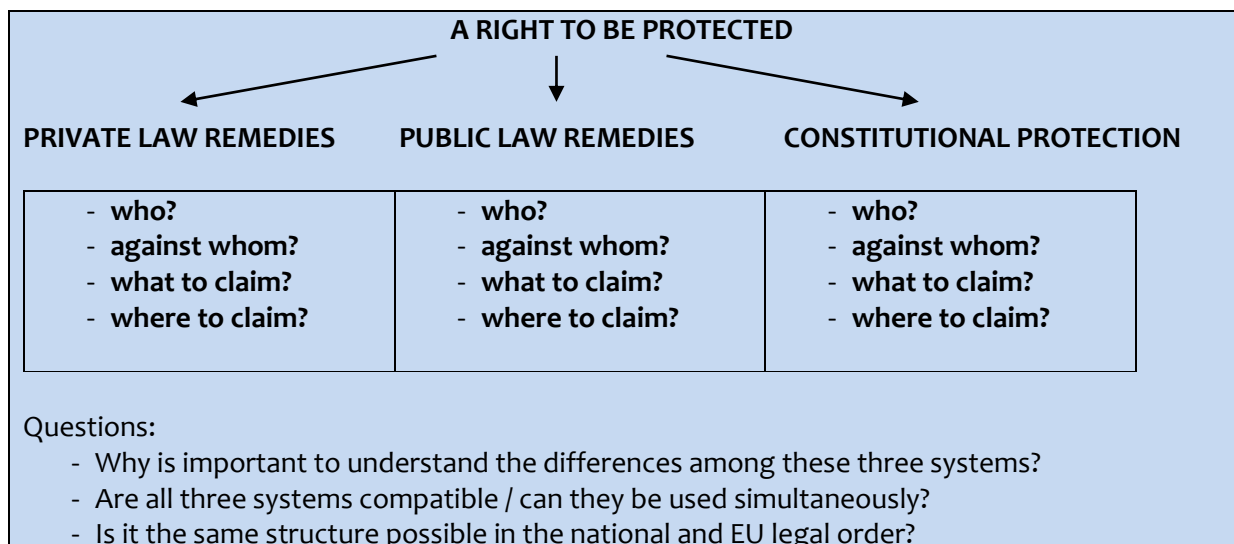 A RIGHT TO BE PROTECTED
PRIVATE LAW REMEDIES PUBLIC LAW REMEDIES CONSTITUTIONAL PROTECTION
- who? - who? - who?
- against whom? - against whom? - against whom?
- what to claim? - what to claim? - what to claim?
- where to claim? - where to claim? - where to claim?
Questions:
- Why is important to understand the differences among these three systems?
- Are all three systems compatible / can they be used simultaneously?
- Is it the same structure possible in the national and EU legal order?